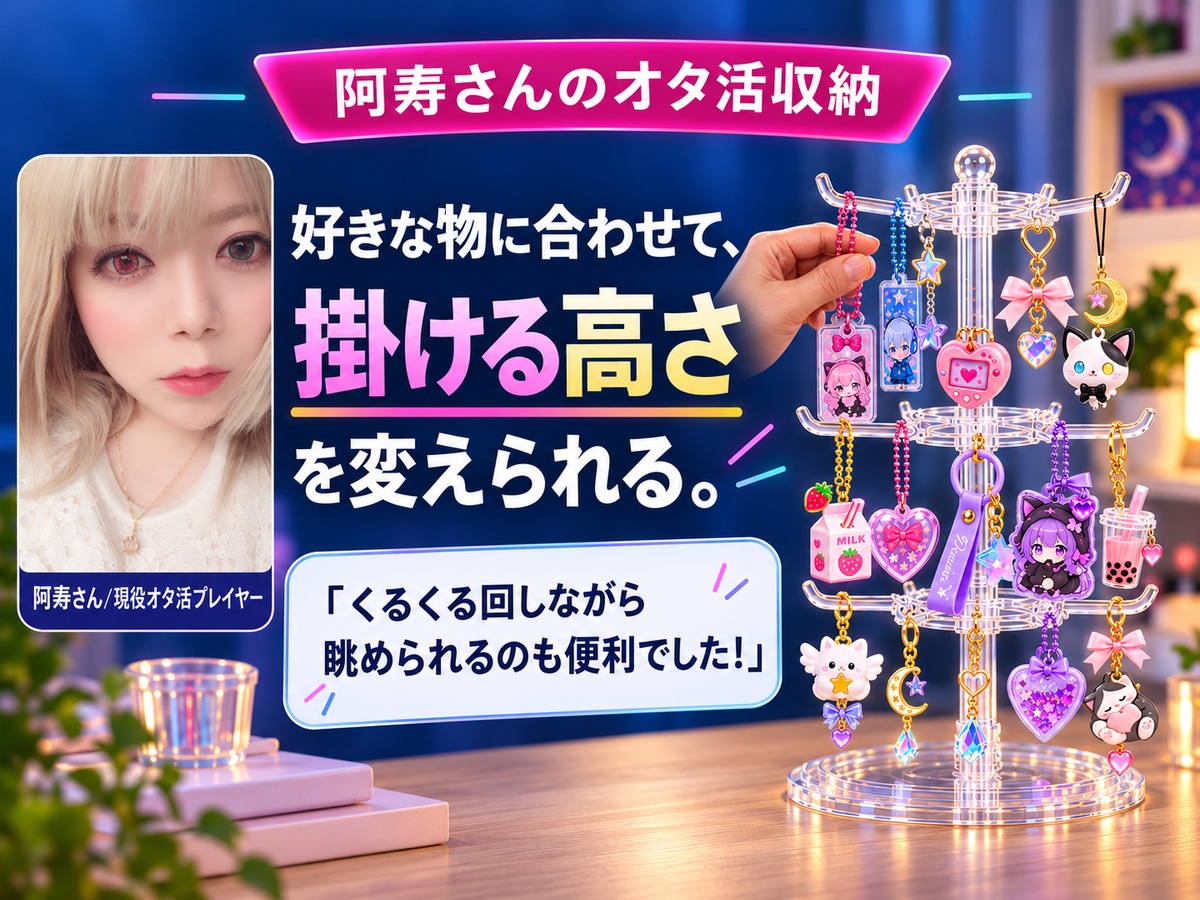 阿寿さんのオタ活収納
好きな物に合わせて、
掛ける高さ
を変えられる。
「くるくる回しながら
眺められるのも便利でした!」
阿寿さん/現役オタ活プレイヤー
MILK